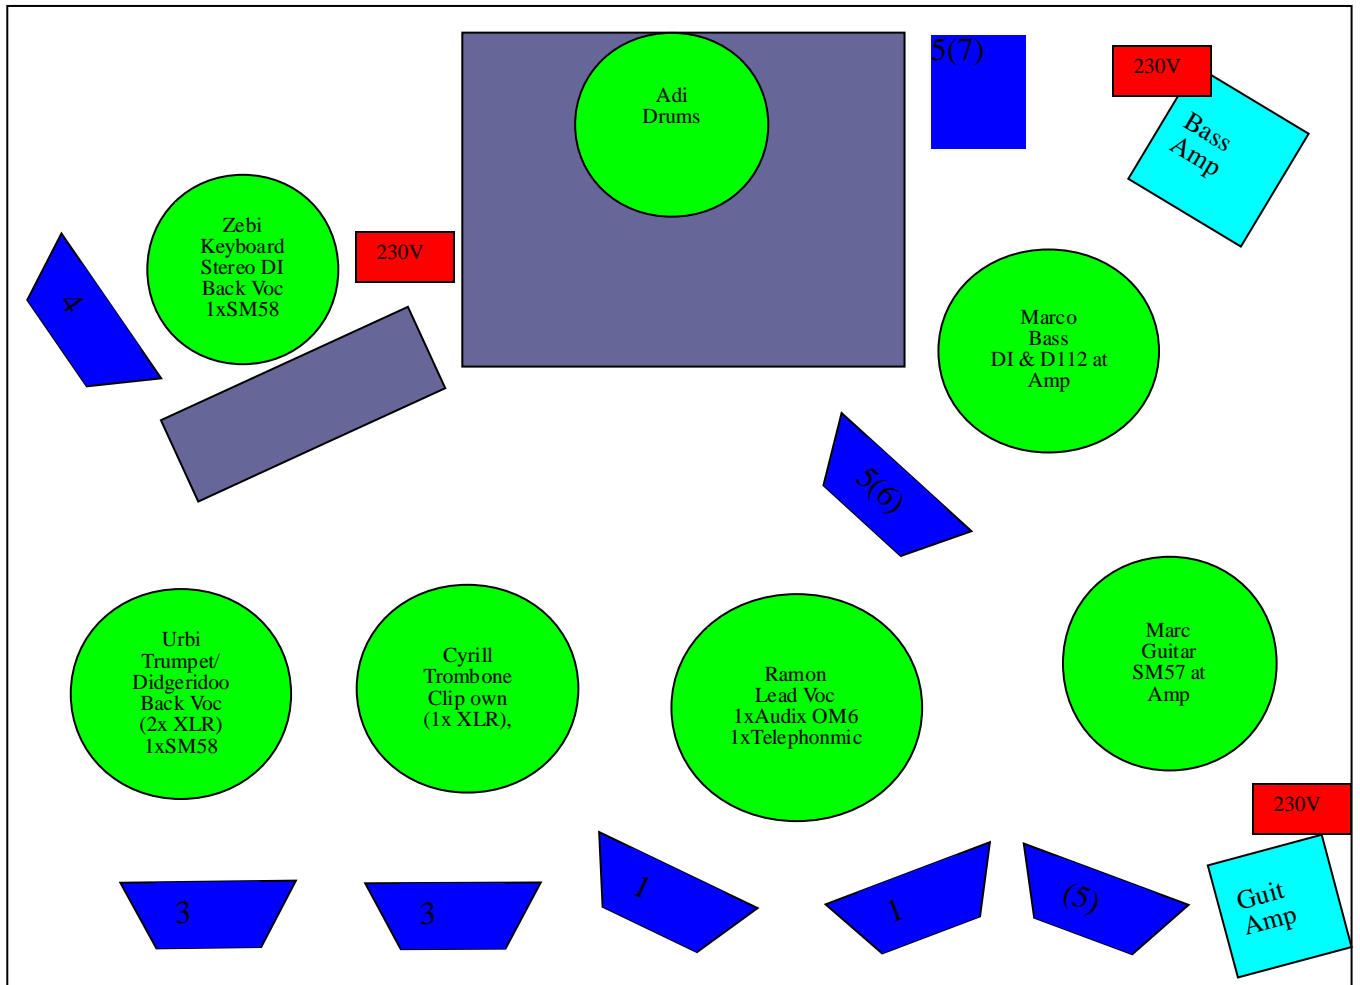 Adi
Drums
5(7)
230V
Bass
Amp
Zebi
Keyboard
Stereo DI
Back Voc
1xSM58
230V
4
Marco
Bass
DI & D112 at
Amp
5(6)
Urbi
Trumpet/
Didgeridoo
Back Voc
(2x XLR)
1xSM58
Cyrill
Trombone
Clip own
(1x XLR),
Ramon
Lead Voc
1xAudix OM6
1xTelephonmic
Marc
Guitar
SM57 at
Amp
230V
3
3
1
1
(5)
Guit
Amp